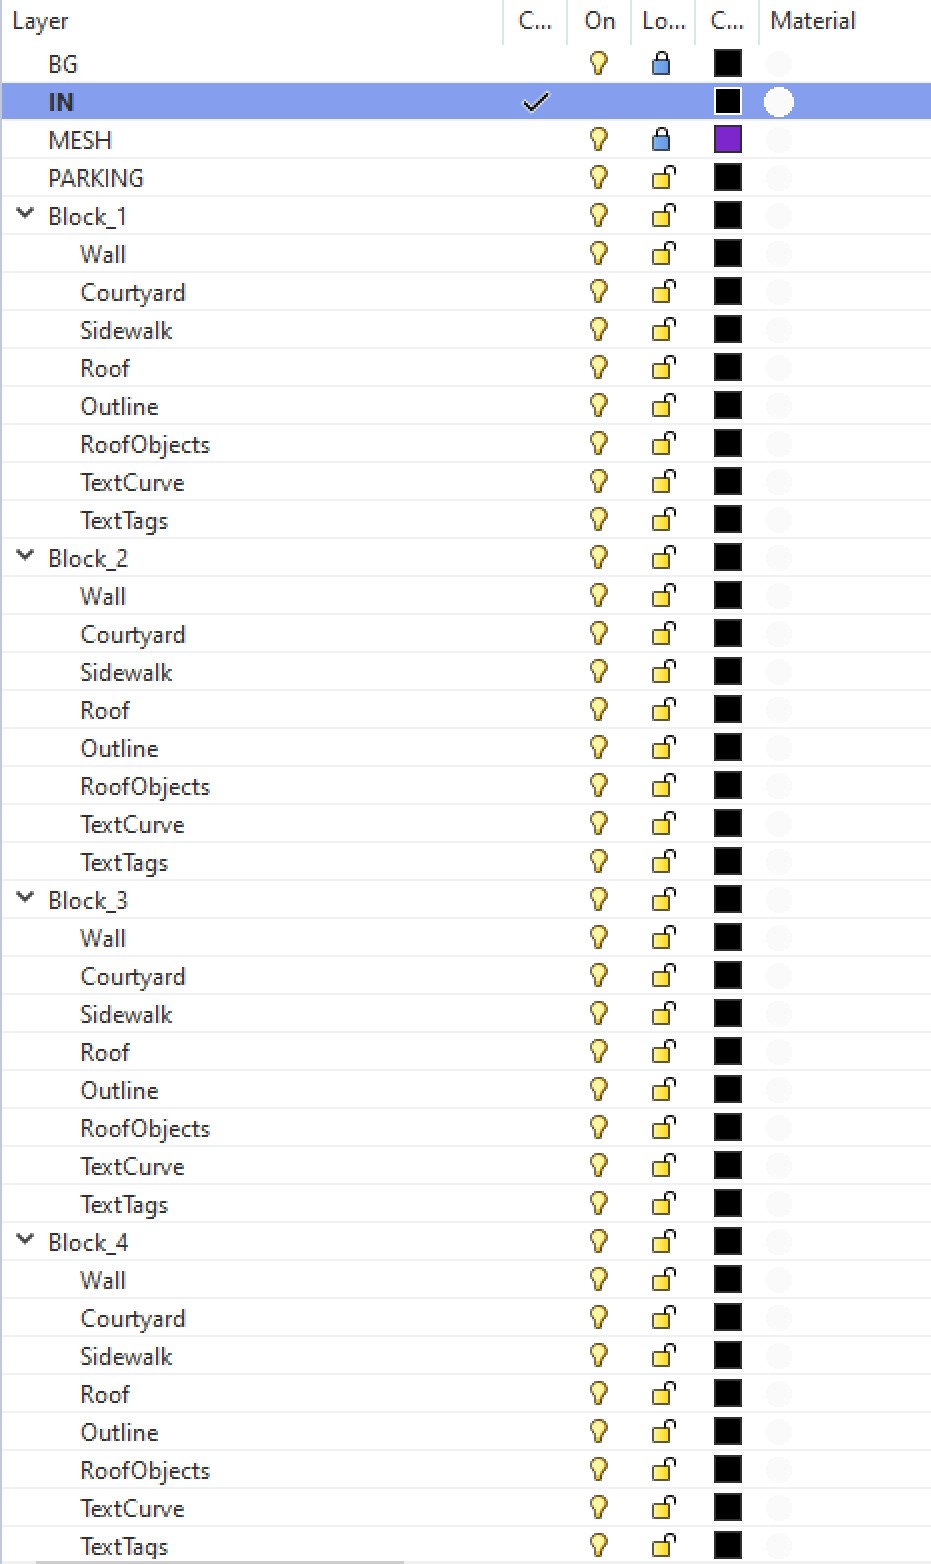 Layer C... On Lo... C... Material
BG
IN
MESH
PARKING
Block_1
Wall
Courtyard
Sidewalk
Roof
Outline
RoofObjects
TextCurve
TextTags
Block_2
Wall
Courtyard
Sidewalk
Roof
Outline
RoofObjects
TextCurve
TextTags
Block_3
Wall
Courtyard
Sidewalk
Roof
Outline
RoofObjects
TextCurve
TextTags
Block_4
Wall
Courtyard
Sidewalk
Roof
Outline
RoofObjects
TextCurve
TextTags